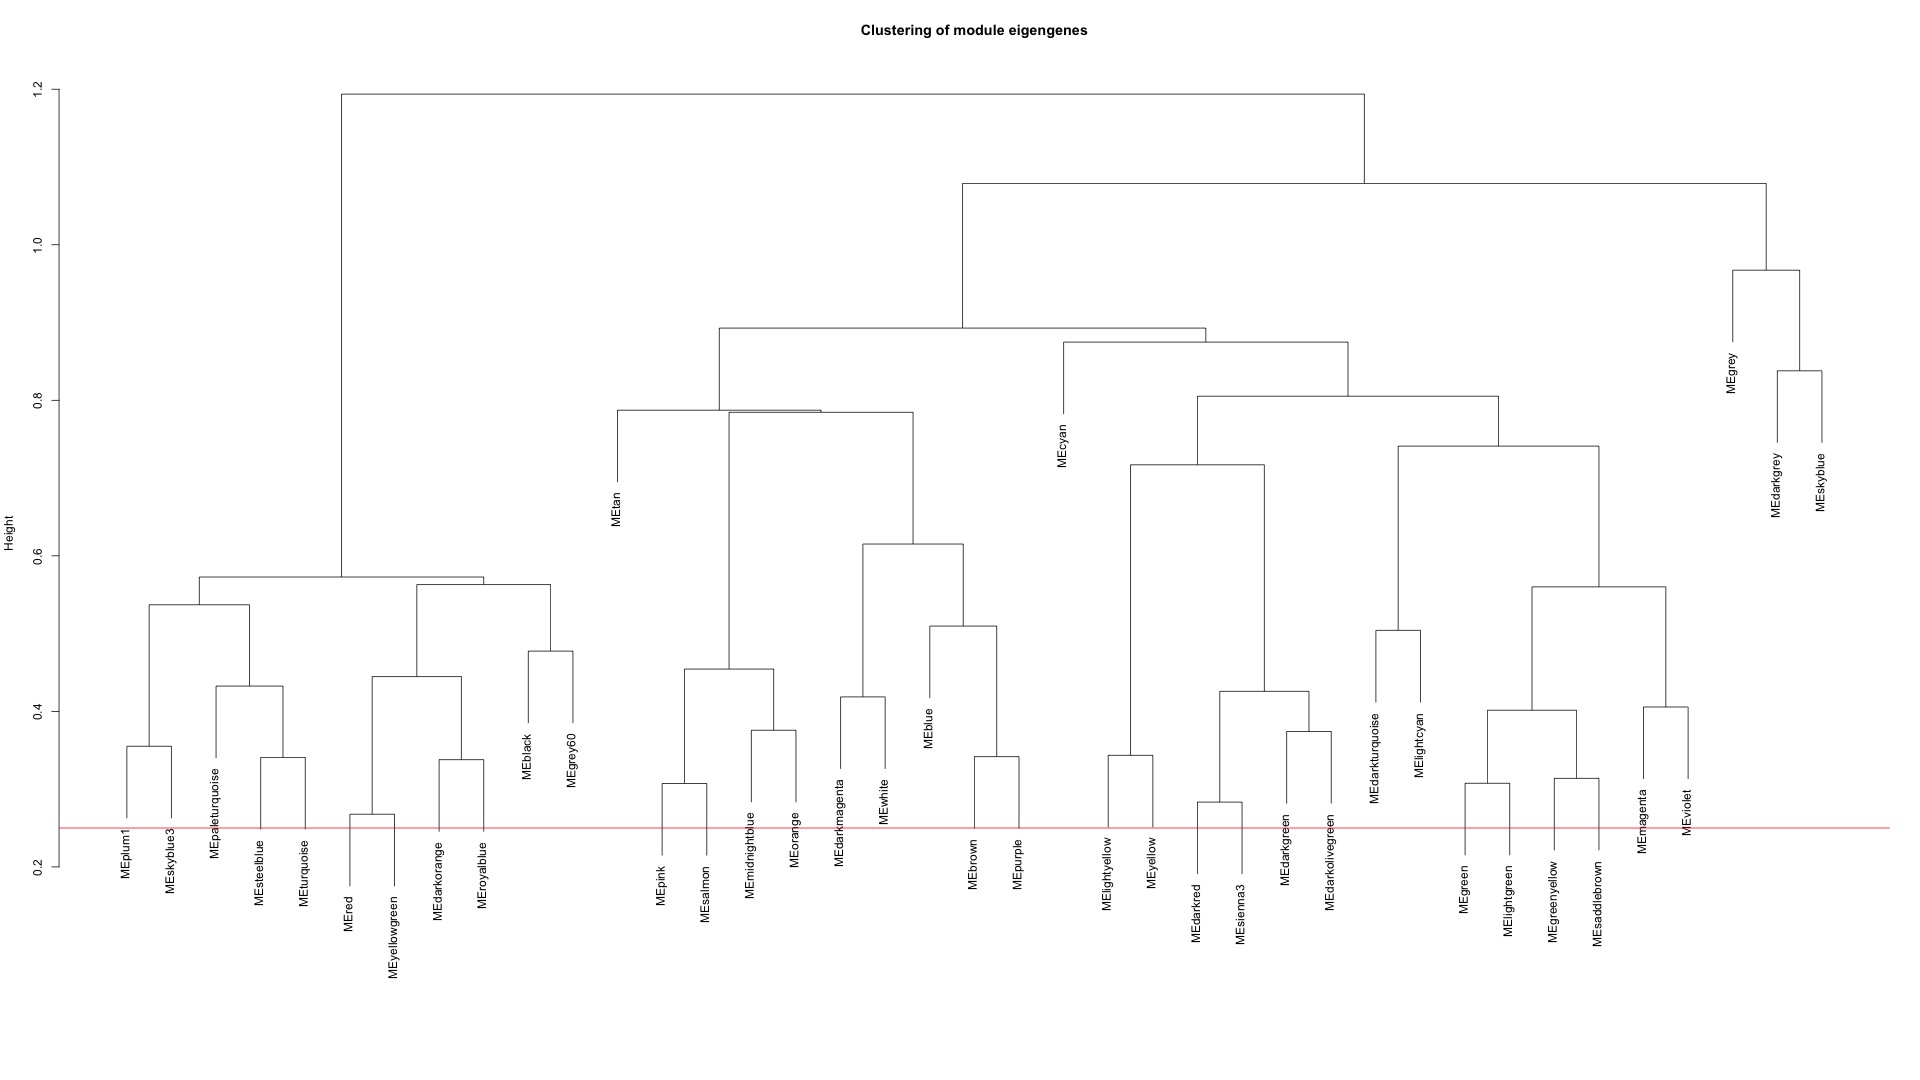 Clustering of module eigengenes
Height
1.2
1.0
0.8
0.6
0.4
0.2
MEplum1
MEskyblue3
MEpaleturquoise
MEsteelblue
MEturquoise
MEred
MEyellowgreen
MEdarkorange
MEroyalblue
MEblack
MEgrey60
MEtan
MEpink
MEsalmon
MEmidnightblue
MEorange
MEdarkmagenta
MEwhite
MEblue
MEbrown
MEpurple
MEcyan
MElightyellow
MEyellow
MEdarkred
MEsienna3
MEdarkgreen
MEdarkolivegreen
MEdarkturquoise
MElightcyan
MEgreen
MElightgreen
MEgreenyellow
MEsaddlebrown
MEmagenta
MEviolet
MEgrey
MEdarkgrey
MEskyblue